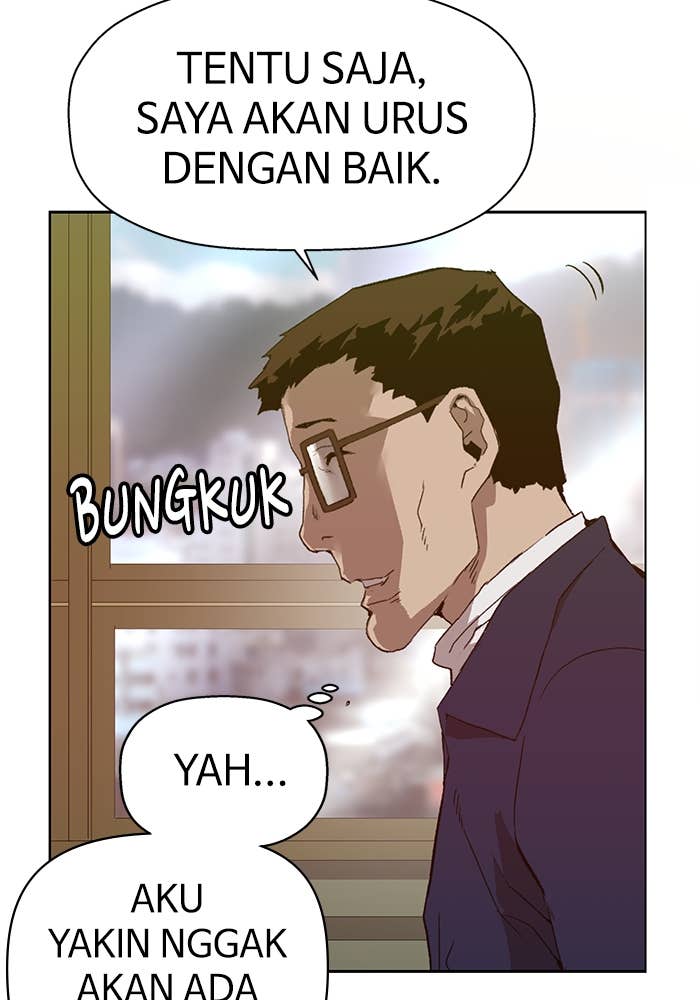 TENTU SAJA,
SAYA AKAN URUS
DENGAN BAIK.
BUNGKUK
YAH...
AKU
YAKIN NGGAK
AKAN ADA